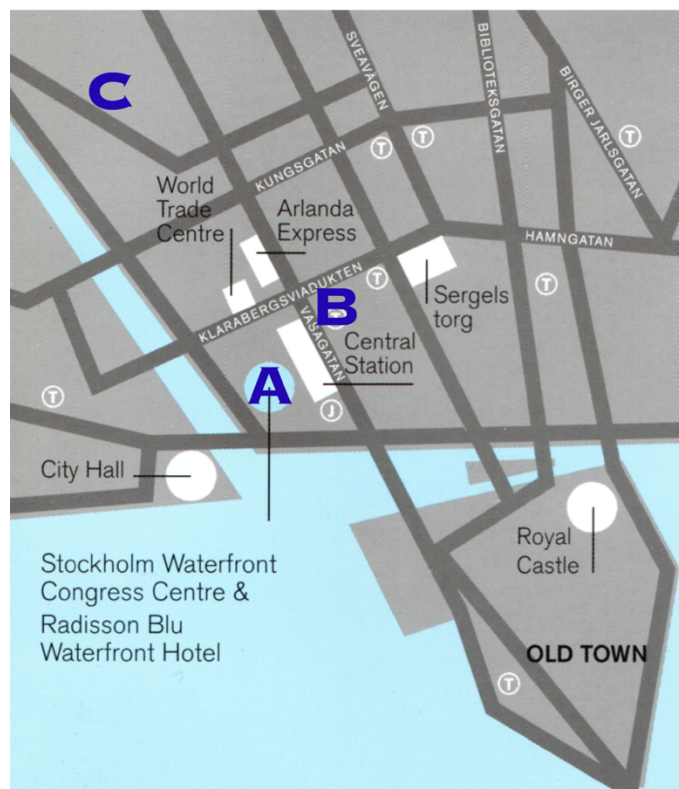 C
SVEAVÄGEN
BIBLIOTEKSGATAN
BIRGER JARLSGATAN
T
T
T
KUNGSGATAN
World
Trade
Centre
Arlanda
Express
HAMNGATAN
KLARABERGSVIADUKTEN
T
T
Sergels
torg
B
T
VASAGATAN
Central
Station
A
J
T
City Hall
Royal
Castle
Stockholm Waterfront
Congress Centre &
Radisson Blu
Waterfront Hotel
OLD TOWN
T